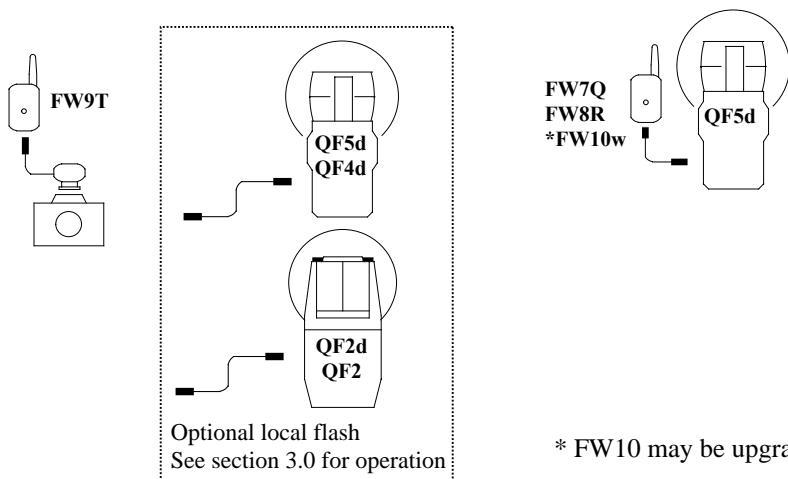 FW9T
QF5d
QF4d
QF2d
QF2
Optional local flash
See section 3.0 for operation
FW7Q
FW8R
*FW10w
QF5d
* FW10 may be